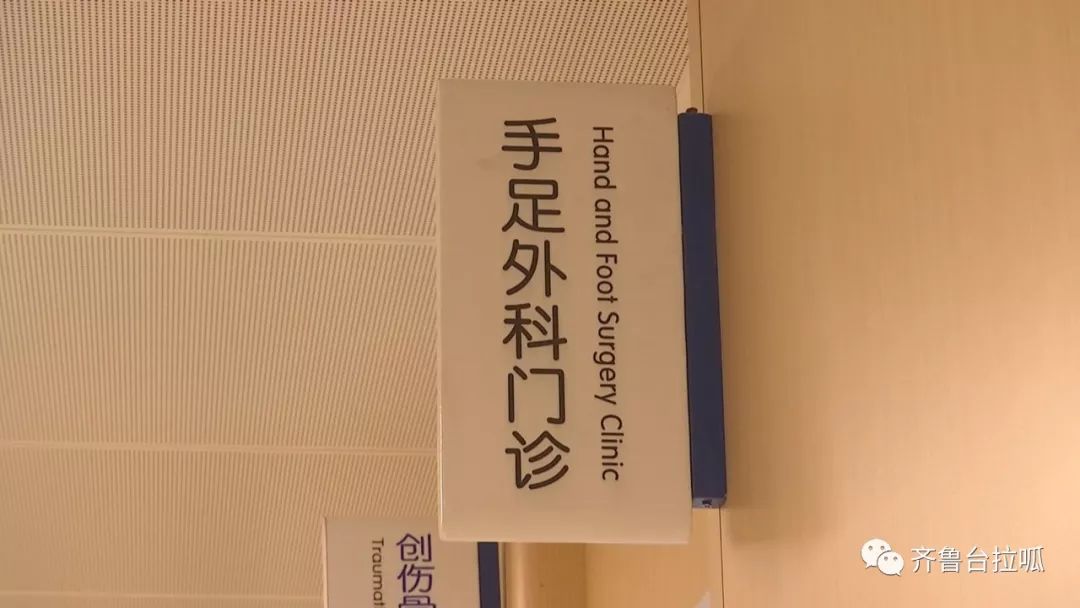 手足外科门诊
Hand and Foot Surgery Clinic
创伤骨
Traumat
齐鲁台拉呱